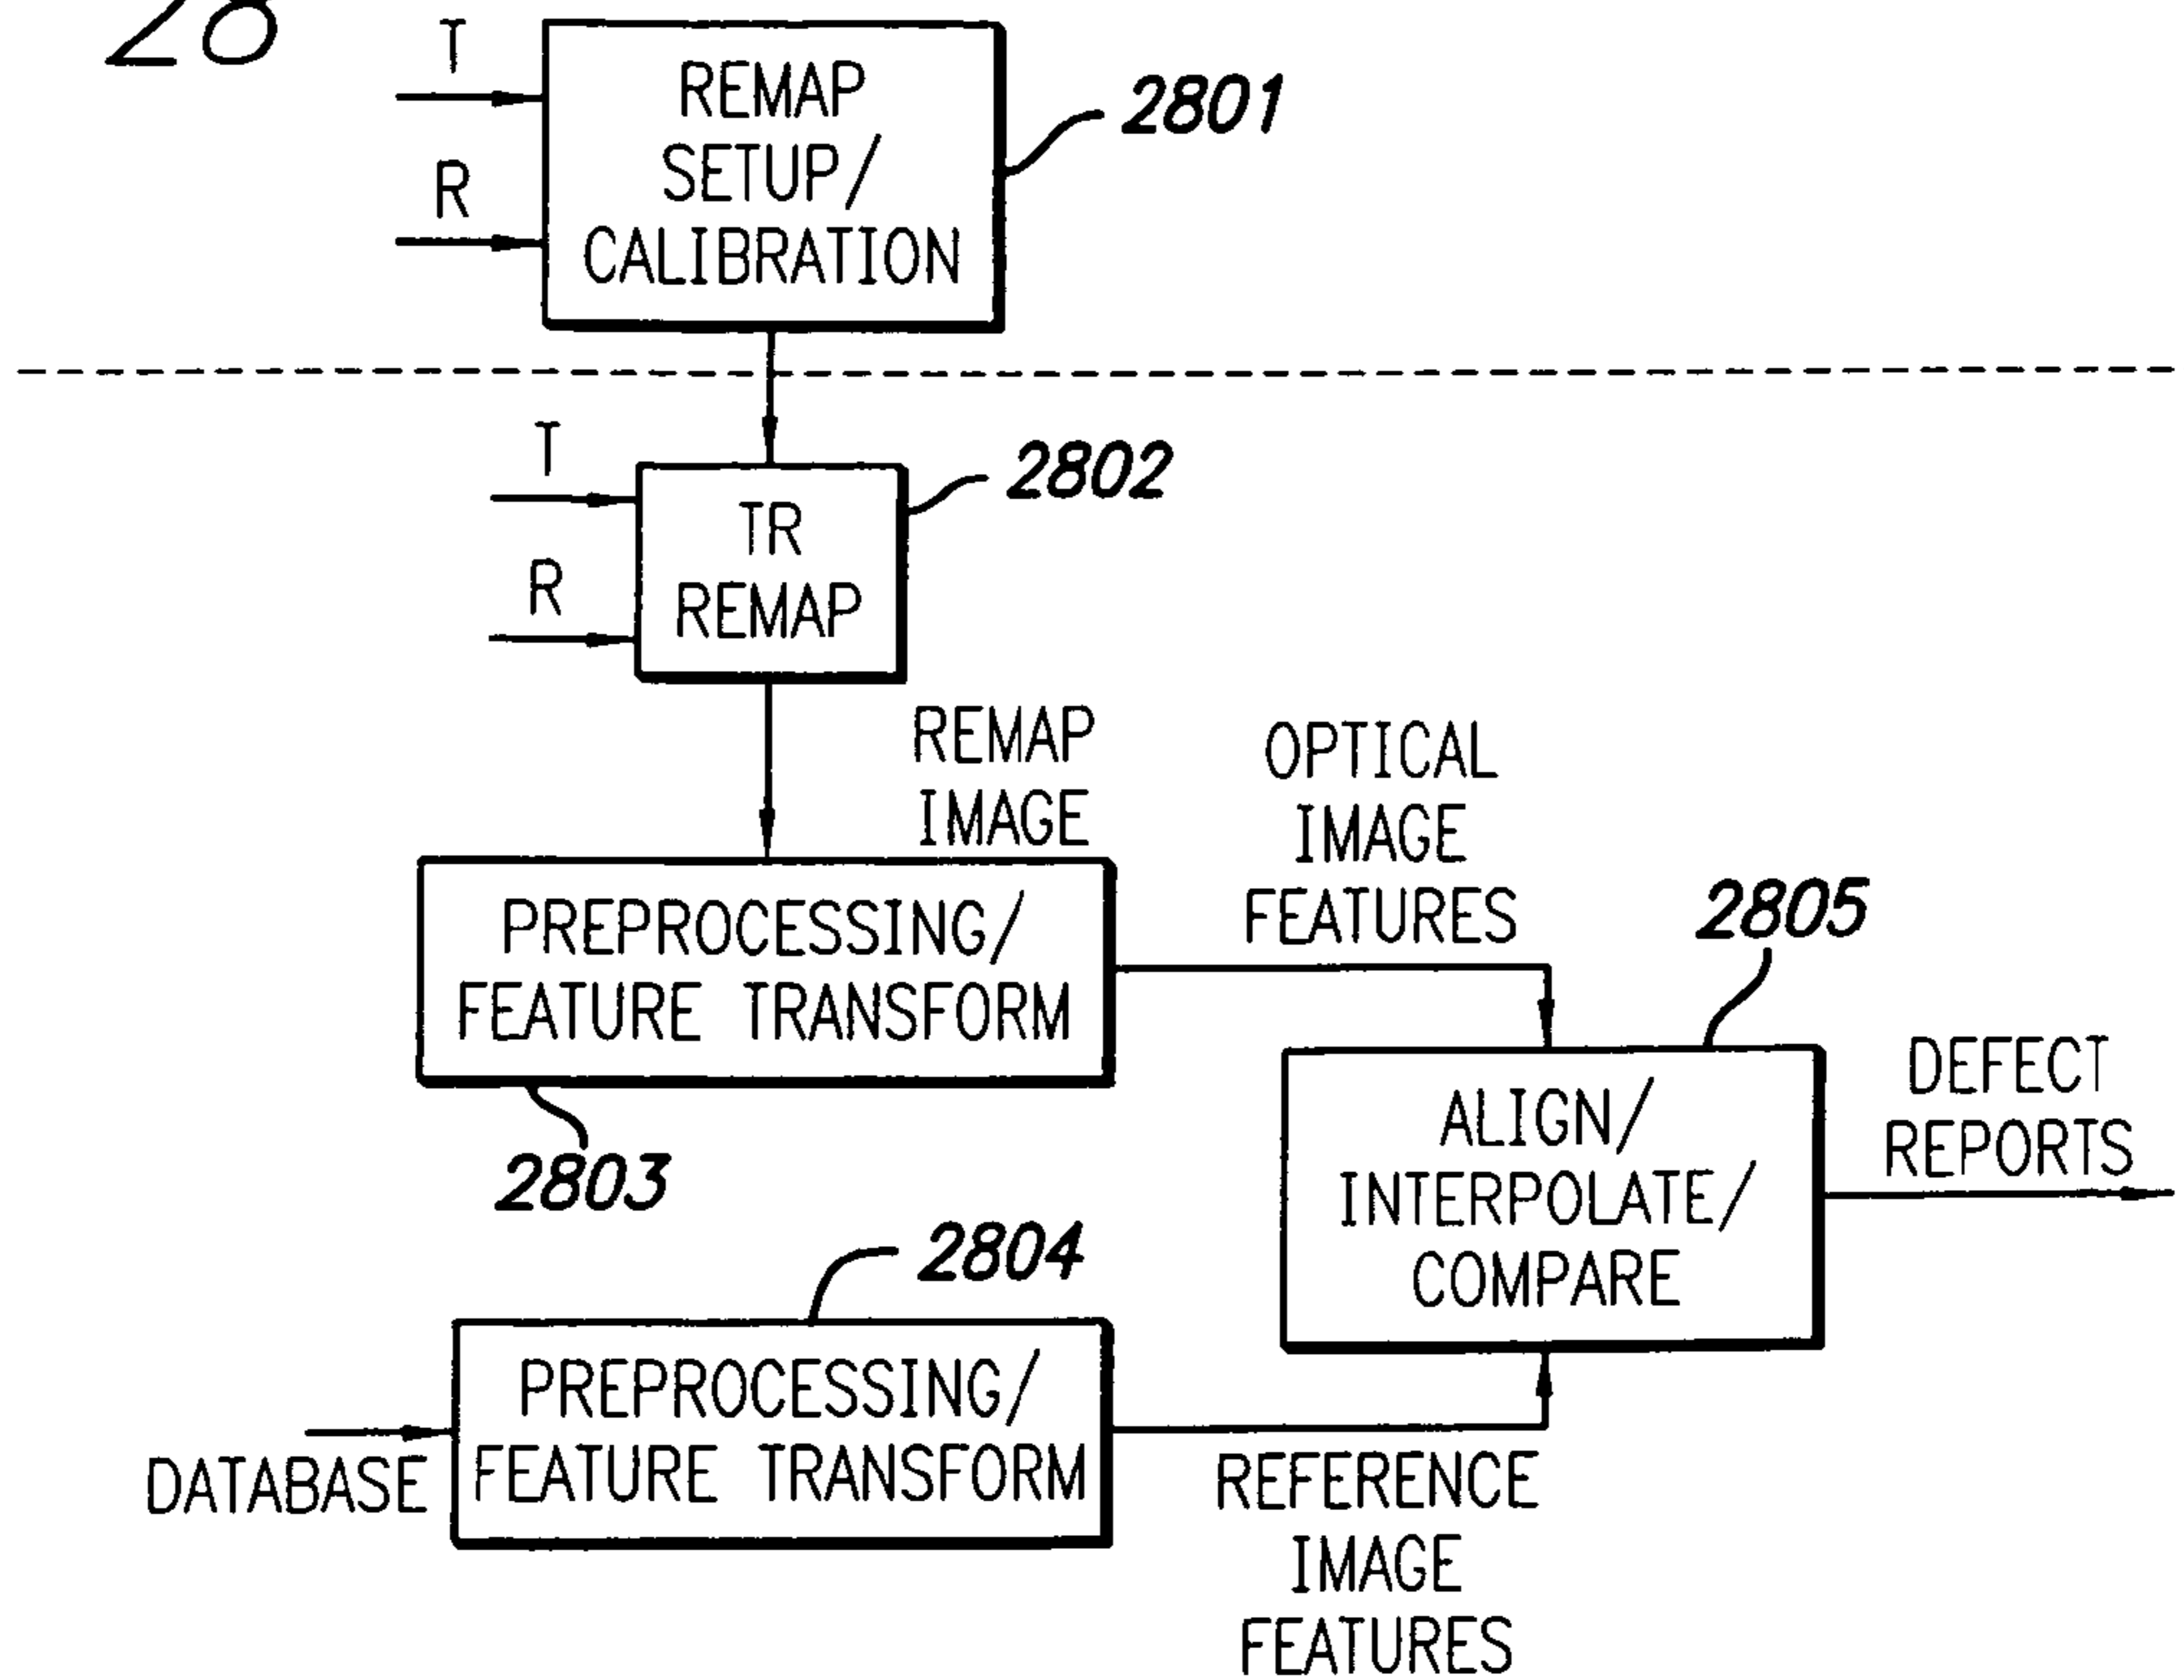 28
T
REMAP
SETUP/
CALIBRATION
2801
R
T
TR
REMAP
2802
R
REMAP
IMAGE
OPTICAL
IMAGE
FEATURES
PREPROCESSING/
FEATURE TRANSFORM
2803
2805
ALIGN/
INTERPOLATE/
COMPARE
DEFECT
REPORTS
2804
PREPROCESSING/
FEATURE TRANSFORM
DATABASE
REFERENCE
IMAGE
FEATURES